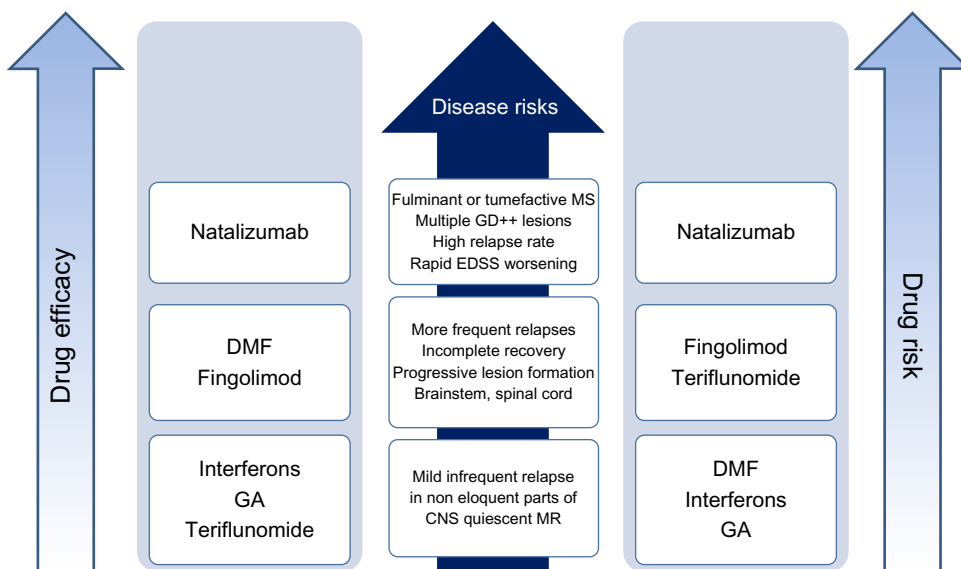 Drug efficacy
Natalizumab
DMF
Fingolimod
Interferons
GA
Teriflunomide
Disease risks
Fulminant or tumefactive MS
Multiple GD++ lesions
High relapse rate
Rapid EDSS worsening
More frequent relapses
Incomplete recovery
Progressive lesion formation
Brainstem, spinal cord
Mild infrequent relapse
in non eloquent parts of
CNS quiescent MR
Natalizumab
Fingolimod
Teriflunomide
DMF
Interferons
GA
Drug risk